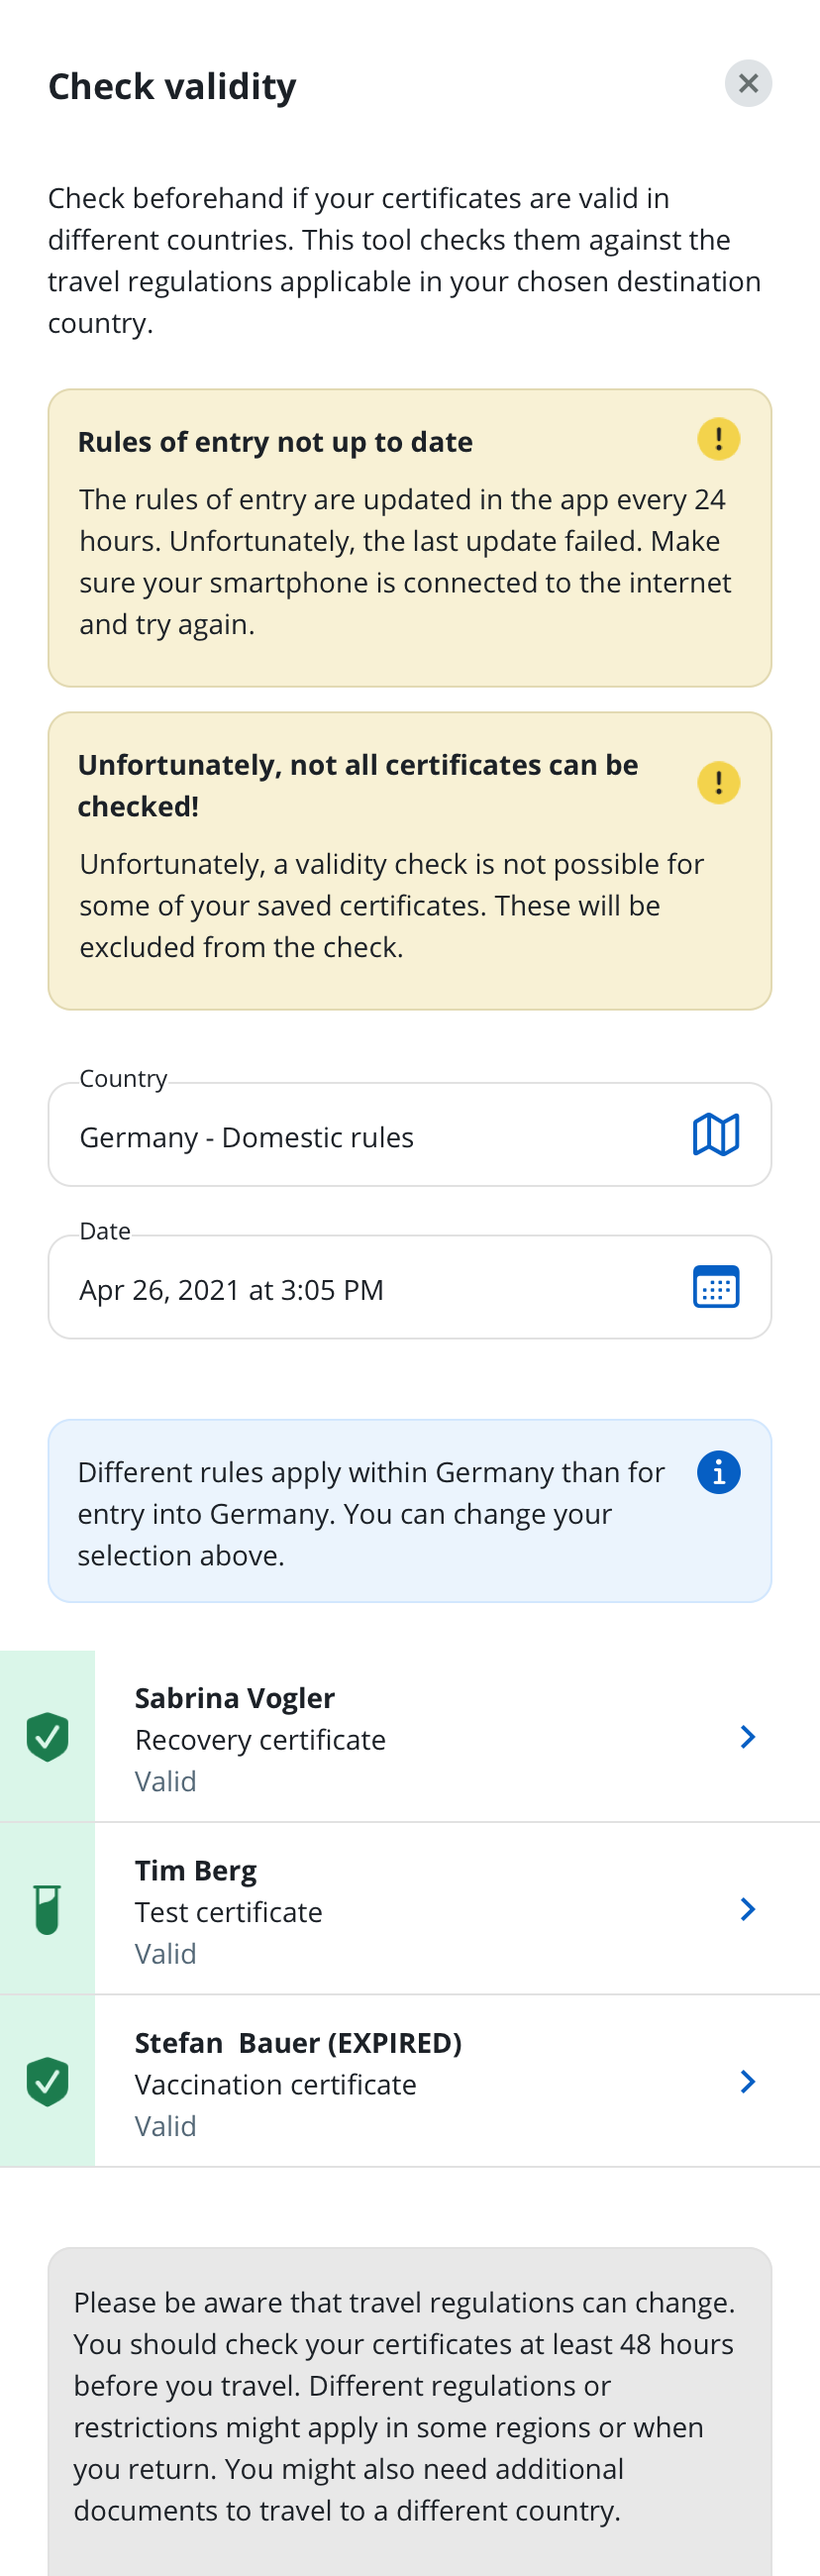 Check validity
Check beforehand if your certificates are valid in
different countries. This tool checks them against the
travel regulations applicable in your chosen destination
country.
Rules of entry not up to date
The rules of entry are updated in the app every 24
hours. Unfortunately, the last update failed. Make
sure your smartphone is connected to the internet
and try again.
Unfortunately, not all certificates can be
checked!
Unfortunately, a validity check is not possible for
some of your saved certificates. These will be
excluded from the check.
Country
Germany - Domestic rules
Date
Apr 26, 2021 at 3:05 PM
Different rules apply within Germany than for
entry into Germany. You can change your
selection above.
Sabrina Vogler
Recovery certificate
Valid
Tim Berg
Test certificate
Valid
Stefan  Bauer (EXPIRED)
Vaccination certificate
Valid
Please be aware that travel regulations can change.
You should check your certificates at least 48 hours
before you travel. Different regulations or
restrictions might apply in some regions or when
you return. You might also need additional
documents to travel to a different country.